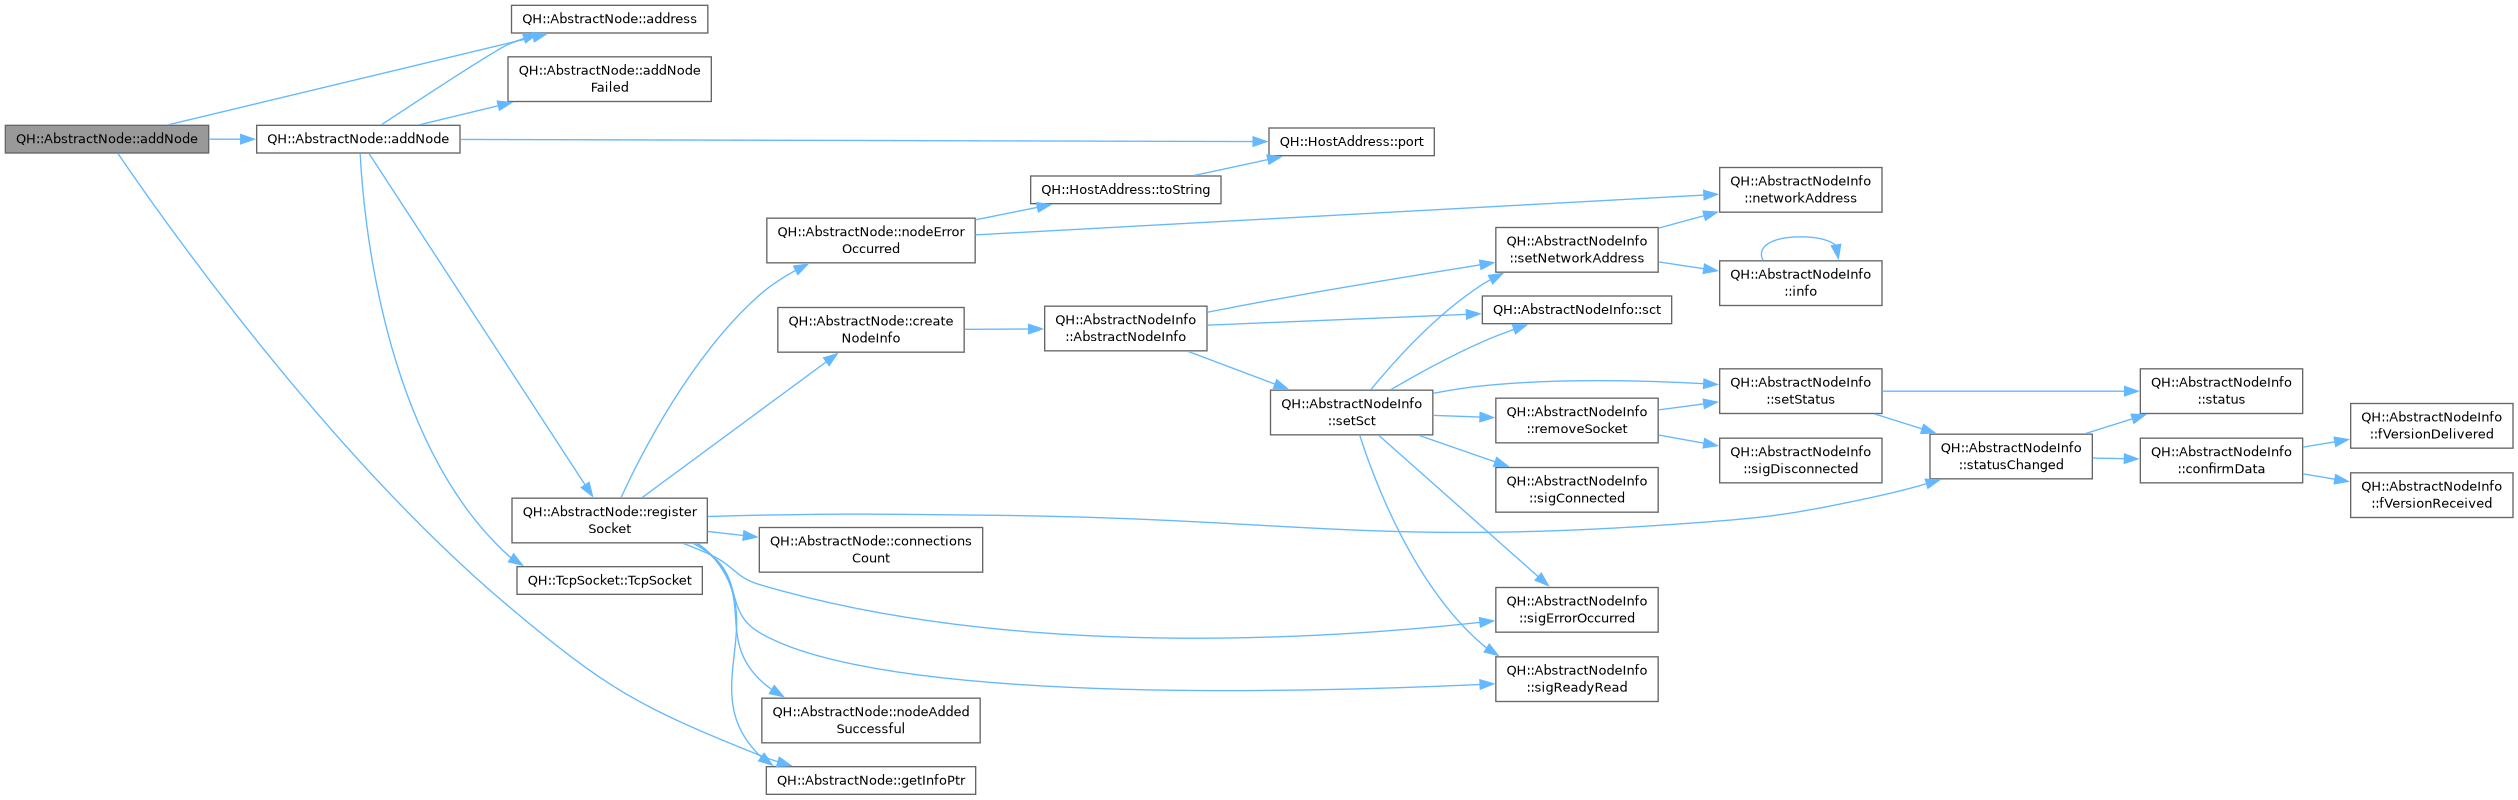 QH::AbstractNode::addNode
QH::AbstractNode::addNode
QH::AbstractNode::address
QH::AbstractNode::addNode
Failed
QH::HostAddress::port
QH::HostAddress::toString
QH::AbstractNode::nodeError
Occurred
QH::AbstractNodeInfo
::networkAddress
QH::AbstractNodeInfo
::setNetworkAddress
QH::AbstractNodeInfo
::info
QH::AbstractNode::create
NodeInfo
QH::AbstractNodeInfo
::AbstractNodeInfo
QH::AbstractNodeInfo::sct
QH::AbstractNodeInfo
::setSct
QH::AbstractNodeInfo
::setStatus
QH::AbstractNodeInfo
::status
QH::AbstractNodeInfo
::removeSocket
QH::AbstractNodeInfo
::sigDisconnected
QH::AbstractNodeInfo
::statusChanged
QH::AbstractNodeInfo
::confirmData
QH::AbstractNodeInfo
::fVersionDelivered
QH::AbstractNodeInfo
::fVersionReceived
QH::AbstractNodeInfo
::sigConnected
QH::AbstractNode::register
Socket
QH::AbstractNode::connections
Count
QH::TcpSocket::TcpSocket
QH::AbstractNodeInfo
::sigErrorOccurred
QH::AbstractNodeInfo
::sigReadyRead
QH::AbstractNode::nodeAdded
Successful
QH::AbstractNode::getInfoPtr